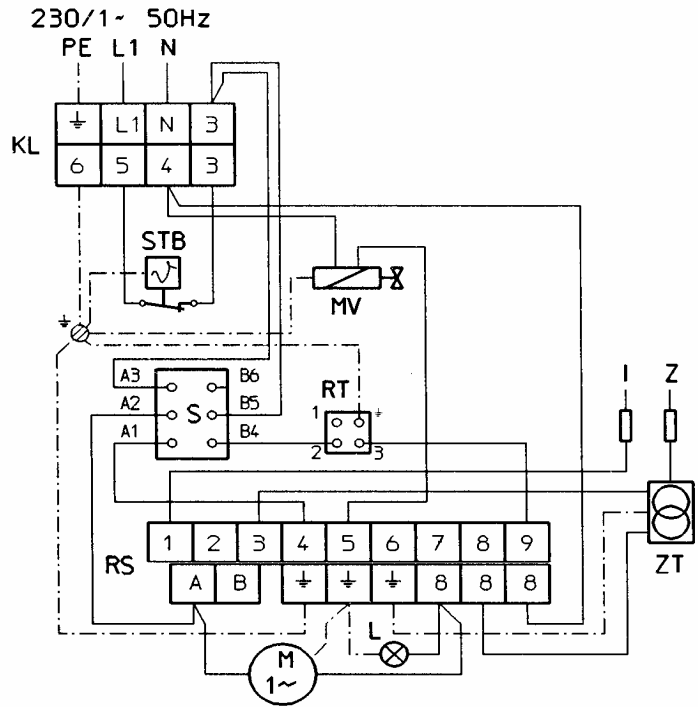 230/1~ 50Hz
PE L1 N
L1 N 3
KL
6 5 4 3
STB
MV
A3 B6
A2 S B5
A1 B4
RT
1
2 3
I Z
1 2 3 4 5 6 7 8 9
RS
A B 8 8 8
ZT
L
M
1~